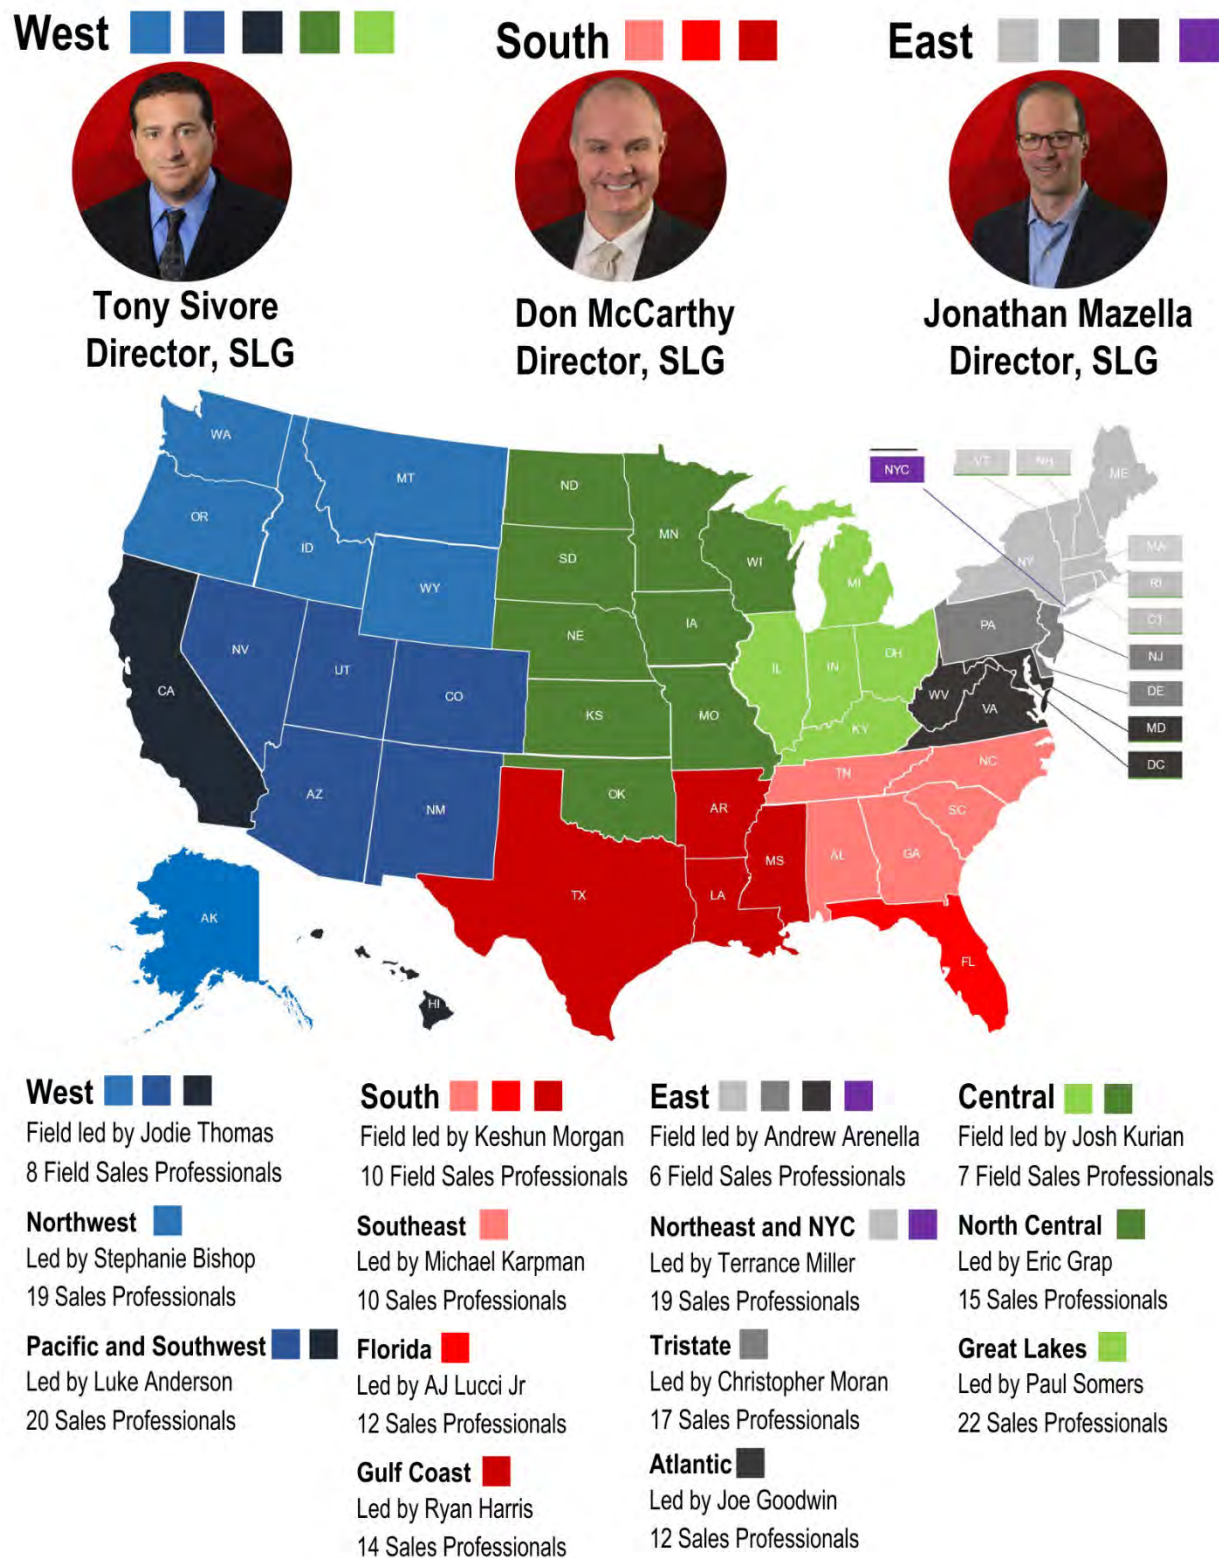 West
South
East
Tony Sivore
Director, SLG
Don McCarthy
Director, SLG
Jonathan Mazella
Director, SLG
WA
MT
ND
MN
NYC
VT
NH
ME
OR
ID
SD
WI
MI
NY
MA
WY
RI
NE
IA
PA
CT
NV
UT
CO
IL
IN
OH
NJ
CA
KS
MO
WV
VA
DE
KY
MD
AZ
NM
OK
AR
TN
NC
DC
SC
MS
AL
GA
TX
LA
AK
FL
HI
West
Field led by Jodie Thomas
8 Field Sales Professionals
Northwest
Led by Stephanie Bishop
19 Sales Professionals
Pacific and Southwest
Led by Luke Anderson
20 Sales Professionals
South
Field led by Keshun Morgan
10 Field Sales Professionals
Southeast
Led by Michael Karpman
10 Sales Professionals
Florida
Led by AJ Lucci Jr
12 Sales Professionals
Gulf Coast
Led by Ryan Harris
14 Sales Professionals
East
Field led by Andrew Arenella
6 Field Sales Professionals
Northeast and NYC
Led by Terrance Miller
19 Sales Professionals
Tristate
Led by Christopher Moran
17 Sales Professionals
Atlantic
Led by Joe Goodwin
12 Sales Professionals
Central
Field led by Josh Kurian
7 Field Sales Professionals
North Central
Led by Eric Grap
15 Sales Professionals
Great Lakes
Led by Paul Somers
22 Sales Professionals